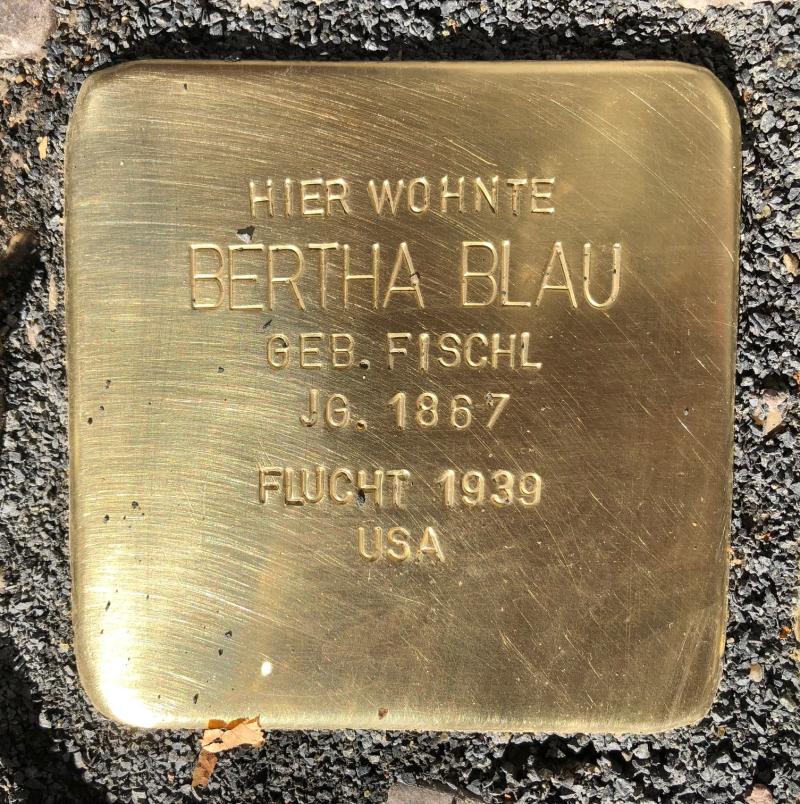 HIER WOHNTE
BERTHA BLAU
GEB. FISCHL
JG. 1867
FLUCHT 1939
USA